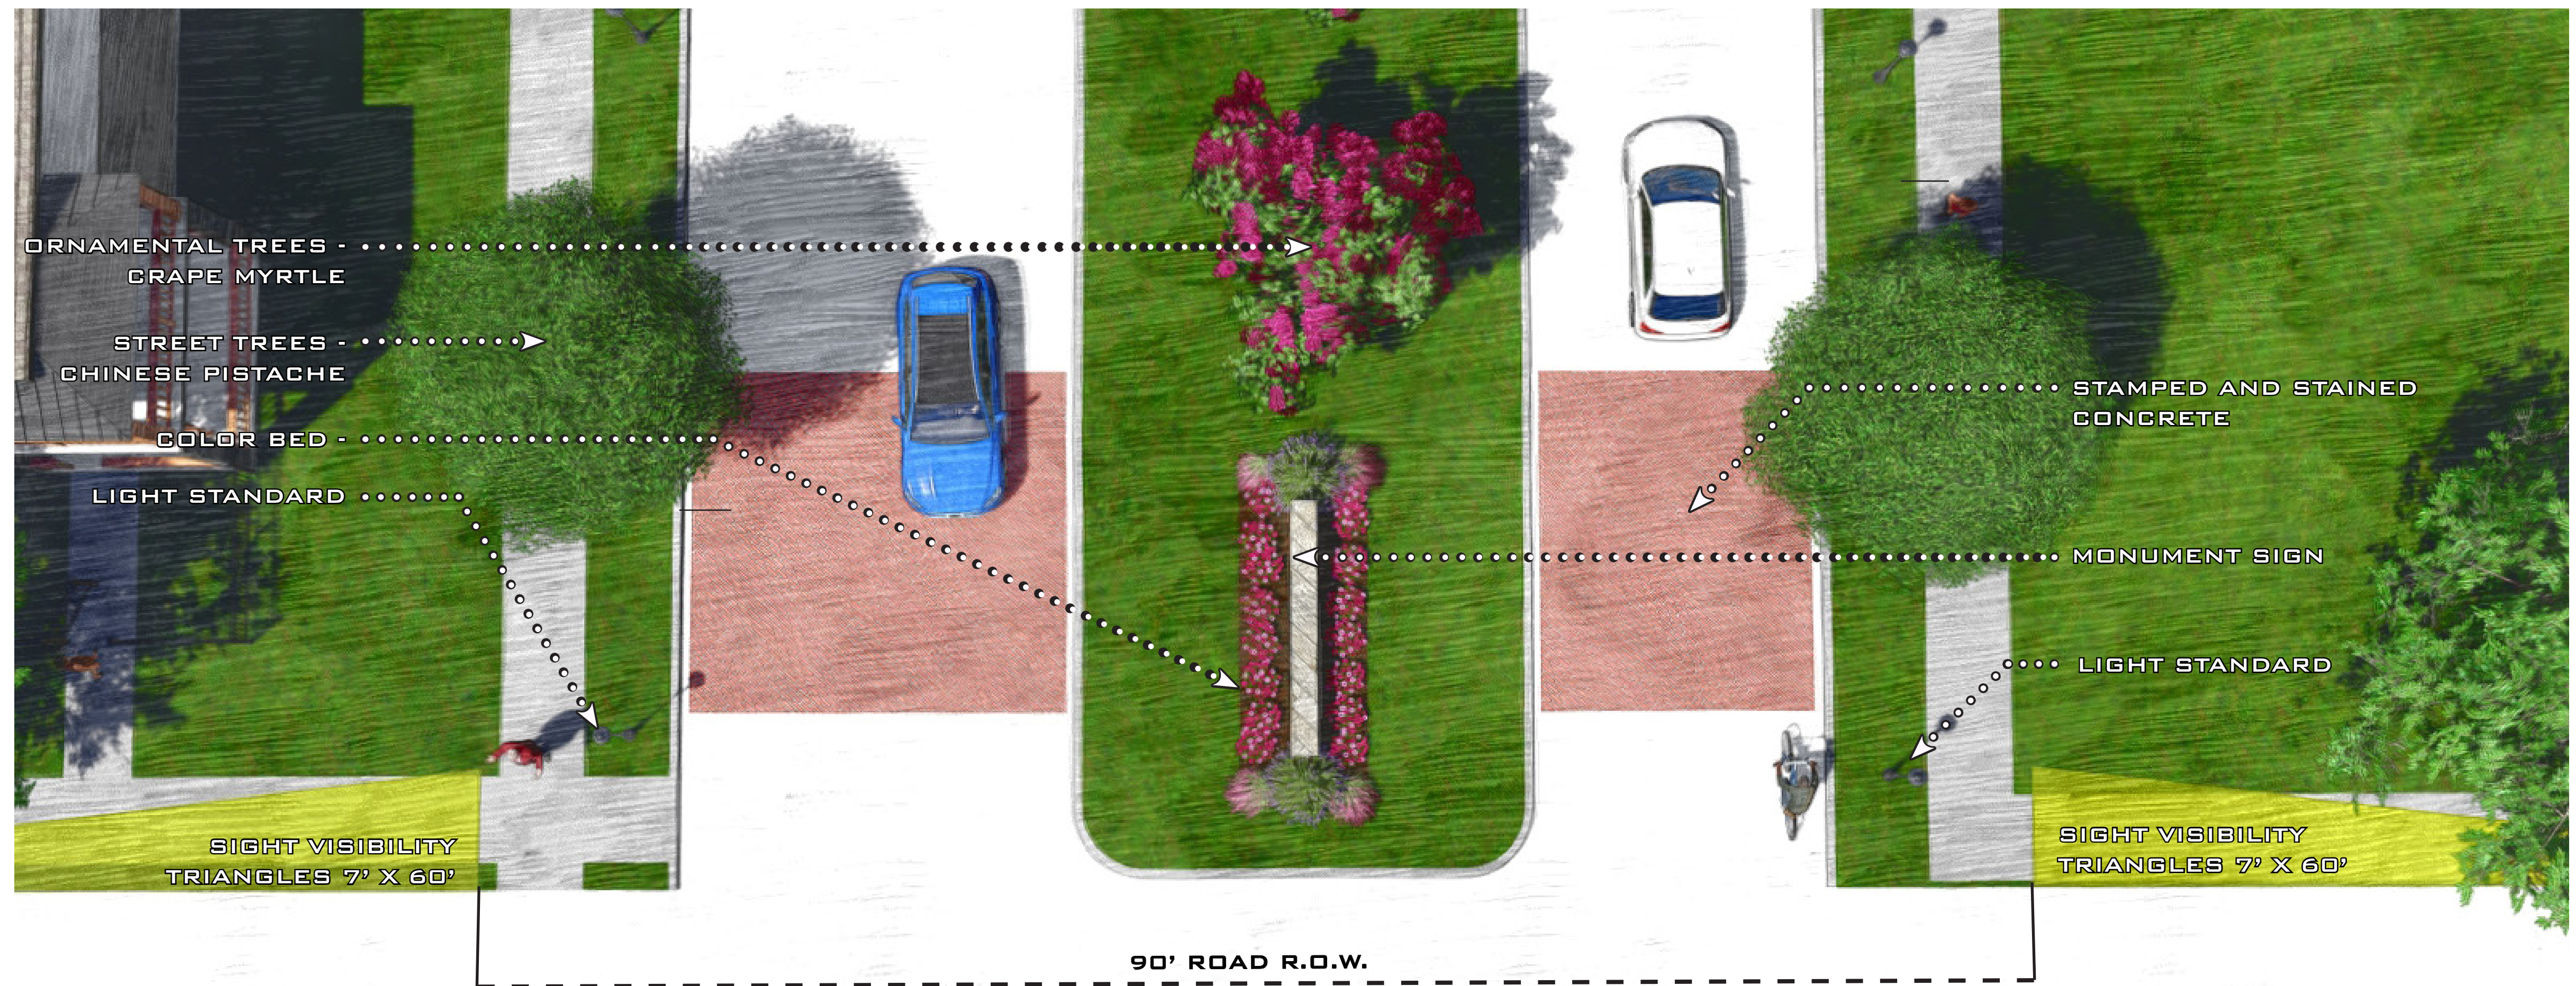 ORNAMENTAL TREES -
CRAPE MYRTLE
STREET TREES -
CHINESE PISTACHE
COLOR BED -
LIGHT STANDARD
SIGHT VISIBILITY
TRIANGLES 7' X 60'
STAMPED AND STAINED
CONCRETE
MONUMENT SIGN
LIGHT STANDARD
SIGHT VISIBILITY
TRIANGLES 7' X 60'
90' ROAD R.O.W.